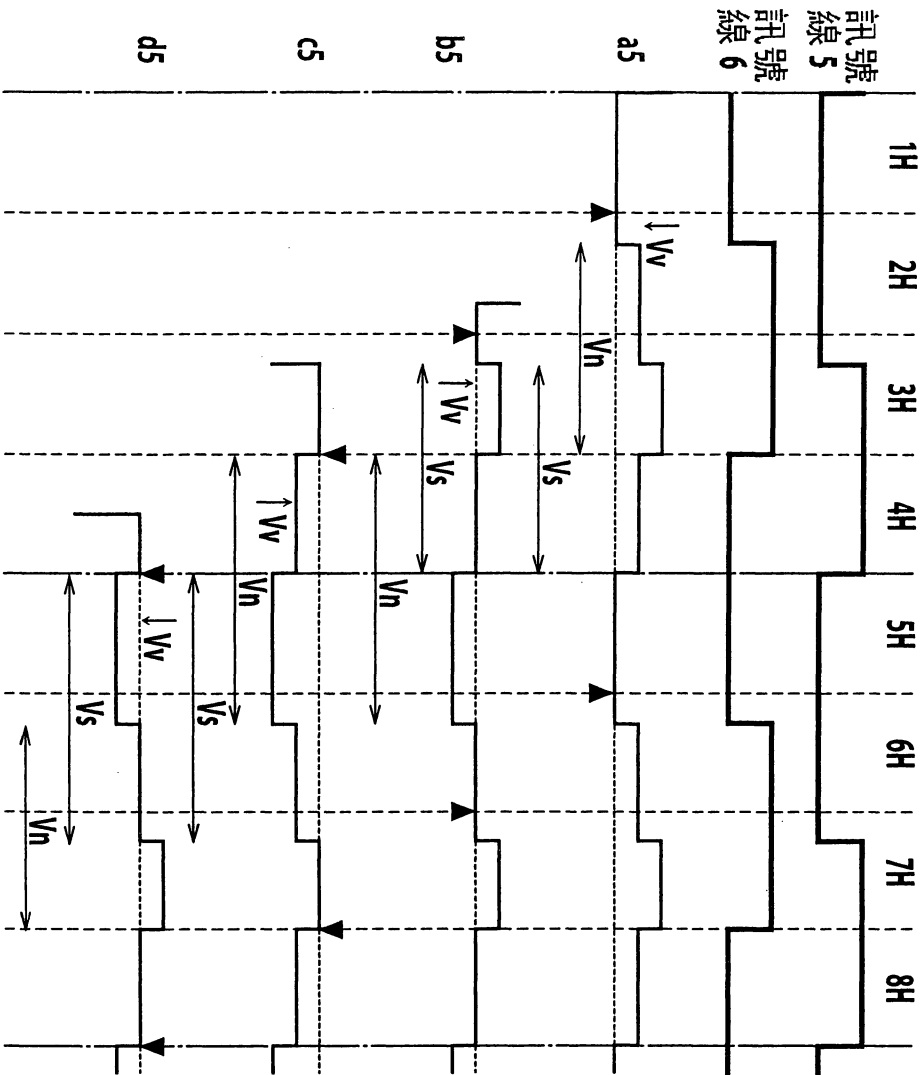 1H 2H 3H 4H 5H 6H 7H 8H
訊號
線 5
訊號
線 6
a5
Vv
Vn
Vs
b5
Vv
Vs
Vn
c5
Vv
Vn
Vs
d5
Vv
Vs
Vn